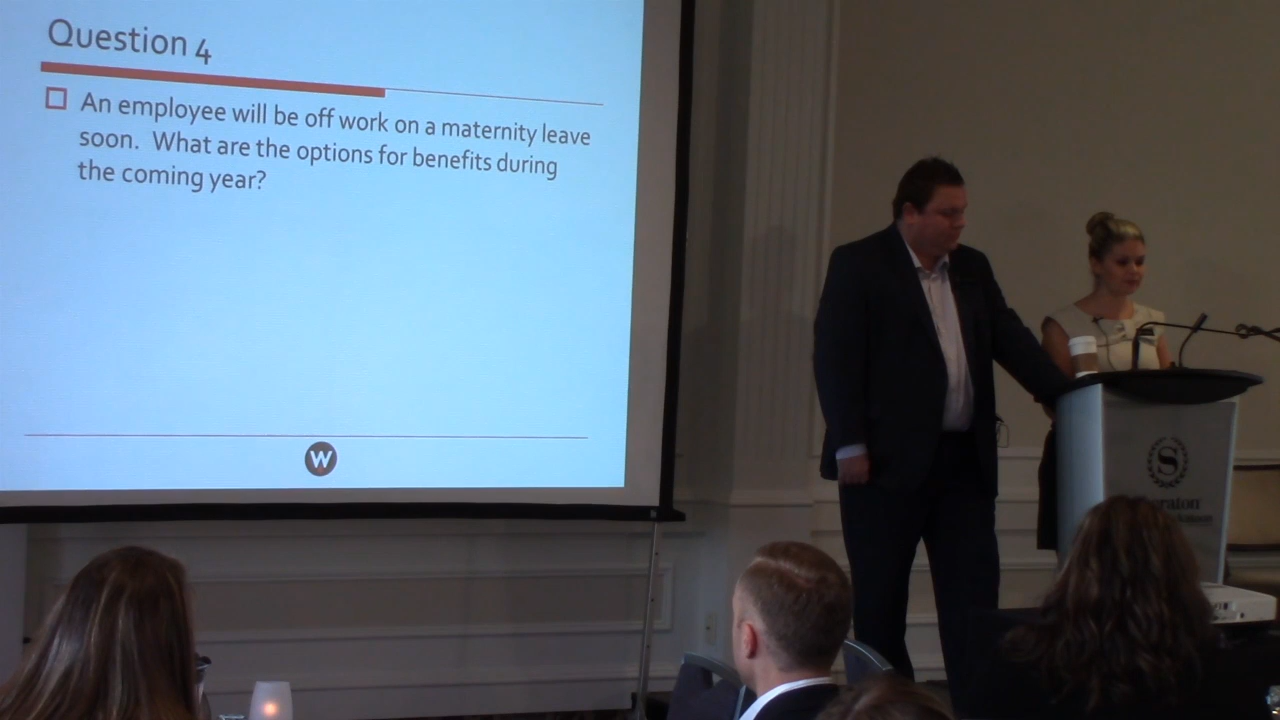 Question 4
An employee will be off work on a maternity leave
soon. What are the options for benefits during
the coming year?
W
S